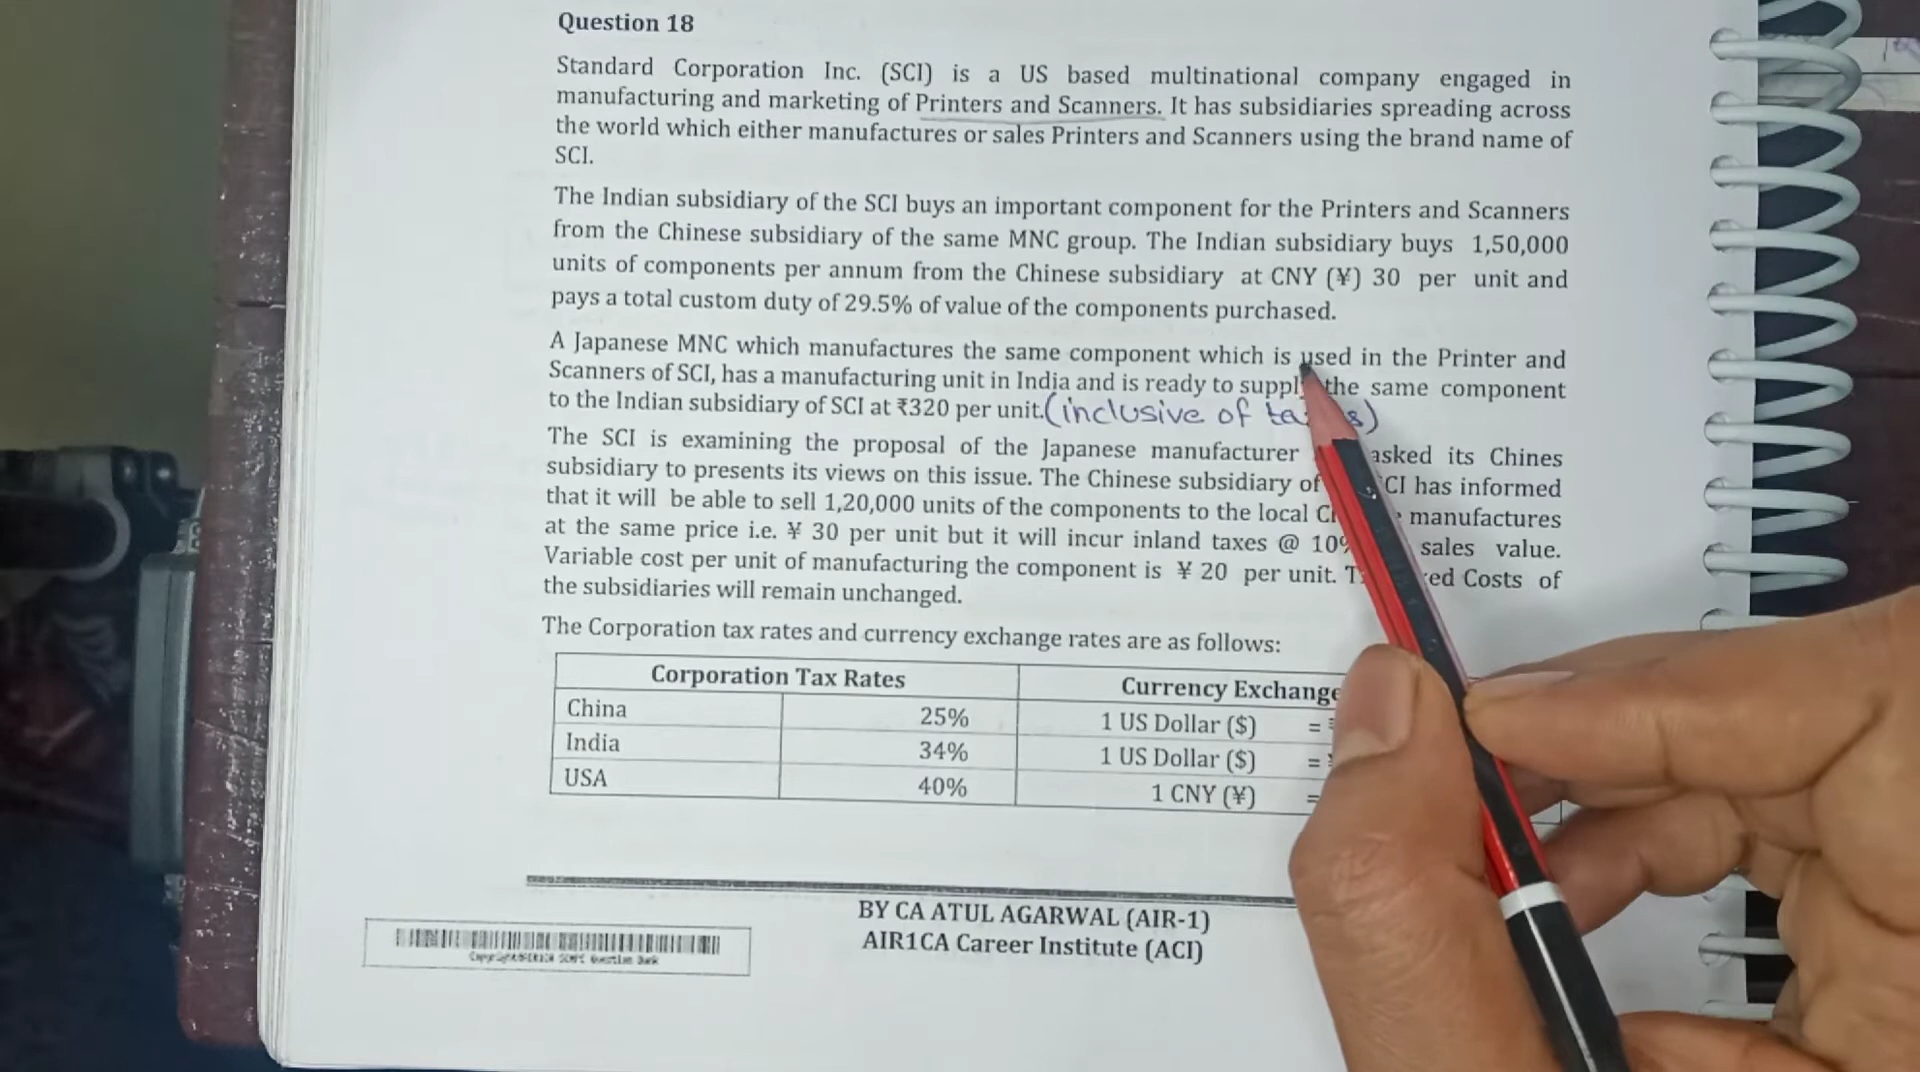 Question 18
Standard Corporation Inc. (SCI) is a US based multinational company engaged in
manufacturing and marketing of Printers and Scanners. It has subsidiaries spreading across
the world which either manufactures or sales Printers and Scanners using the brand name of
SCI.
The Indian subsidiary of the SCI buys an important component for the Printers and Scanners
from the Chinese subsidiary of the same MNC group. The Indian subsidiary buys 1,50,000
units of components per annum from the Chinese subsidiary at CNY (¥) 30 per unit and
pays a total custom duty of 29.5% of value of the components purchased.
A Japanese MNC which manufactures the same component which is used in the Printer and
Scanners of SCI, has a manufacturing unit in India and is ready to supply the same component
to the Indian subsidiary of SCI at ₹320 per unit. (inclusive of
The SCI is examining the proposal of the Japanese manufacturer asked its Chines
subsidiary to presents its views on this issue. The Chinese subsidiary of SCI has informed
that it will be able to sell 1,20,000 units of the components to the local manufactures
at the same price i.e. ¥ 30 per unit but it will incur inland taxes @ 10% sales value.
Variable cost per unit of manufacturing the component is ¥ 20 per unit. Costs of
the subsidiaries will remain unchanged.
The Corporation tax rates and currency exchange rates are as follows:
Corporation Tax Rates Currency Exchange
China 25% 1 US Dollar ($) =
India 34% 1 US Dollar ($) =
USA 40% 1 CNY (¥) =
BY CA ATUL AGARWAL (AIR-1)
AIR1CA Career Institute (ACI)